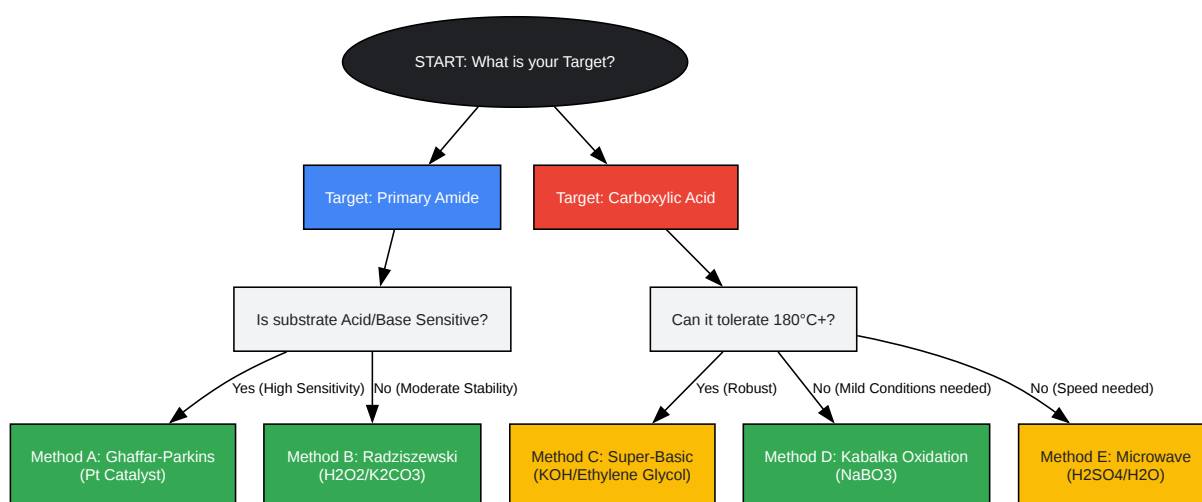 START: What is your Target?
Target: Primary Amide
Target: Carboxylic Acid
Is substrate Acid/Base Sensitive?
Can it tolerate 180°C+?
Yes (High Sensitivity)
No (Moderate Stability)
Yes (Robust)
No (Mild Conditions needed)
No (Speed needed)
Method A: Ghaffar-Parkins
(Pt Catalyst)
Method B: Radziszewski
(H2O2/K2CO3)
Method C: Super-Basic
(KOH/Ethylene Glycol)
Method D: Kabalka Oxidation
(NaBO3)
Method E: Microwave
(H2SO4/H2O)